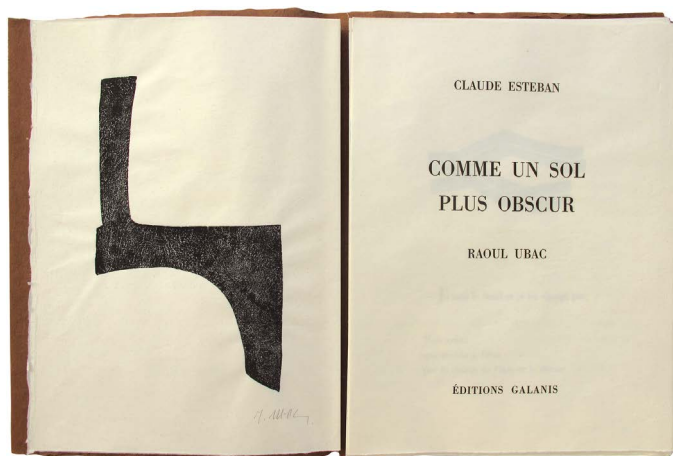 CLAUDE ESTEBAN
COMME UN SOL
PLUS OBSCUR
RAOUL UBAC
ÉDITIONS GALANIS